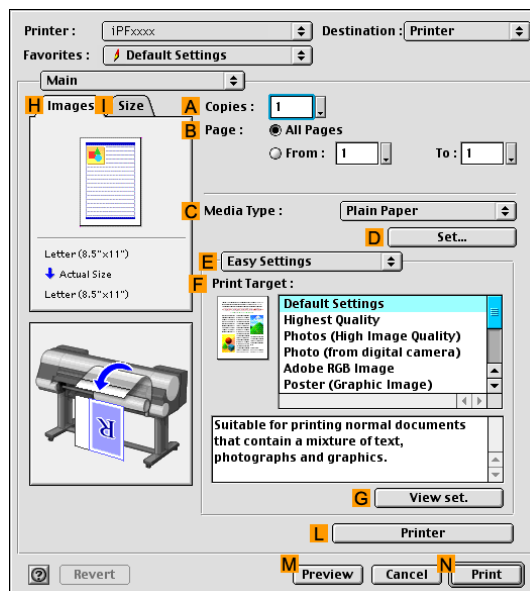 Printer : iPFxxxx Destination : Printer
Favorites : Default Settings
Main
H Images I Size
A Copies : 1
B Page : All Pages
From : 1 To : 1
C Media Type : Plain Paper
D Set...
E Easy Settings
F Print Target :
Default Settings
Highest Quality
Photos (High Image Quality)
Photo (from digital camera)
Adobe RGB Image
Poster (Graphic Image)
Letter (8.5"x11")
Actual Size
Letter (8.5"x11")
R
Suitable for printing normal documents
that contain a mixture of text,
photographs and graphics.
G View set.
L Printer
? Revert M Preview Cancel N Print